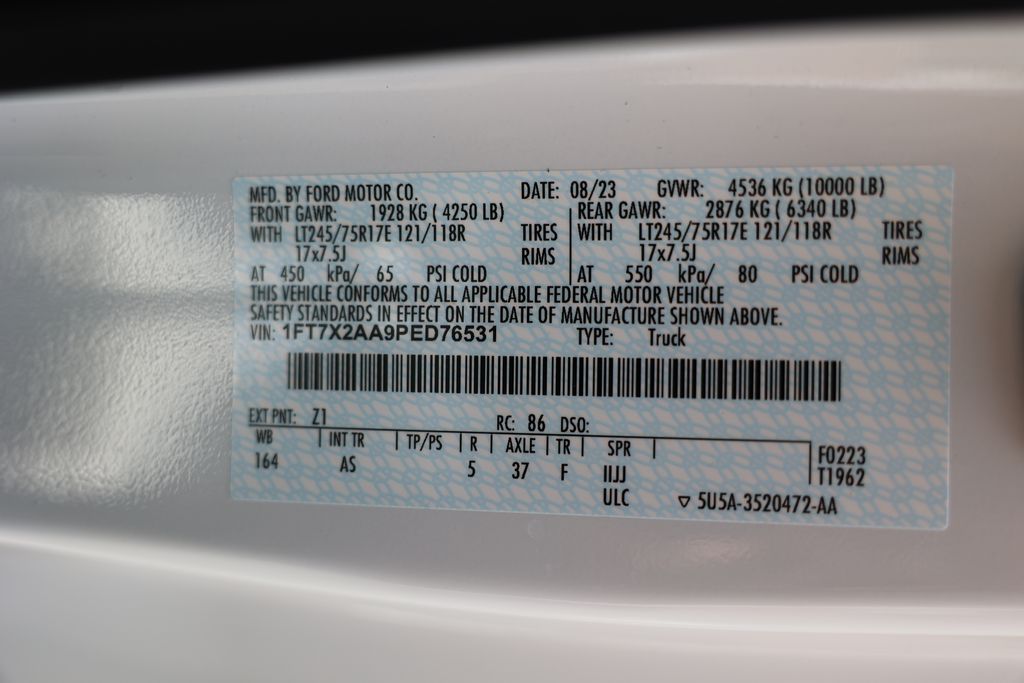 MFD. BY FORD MOTOR CO. DATE: 08/23 GVWR: 4536 KG (10000 LB)
FRONT GAWR: 1928 KG ( 4250 LB) REAR GAWR: 2876 KG ( 6340 LB)
WITH LT245/75R17E 121/118R TIRES WITH LT245/75R17E 121/118R TIRES
17x7.5J RIMS 17x7.5J RIMS
AT 450 kPa/ 65 PSI COLD AT 550 kPa/ 80 PSI COLD
THIS VEHICLE CONFORMS TO ALL APPLICABLE FEDERAL MOTOR VEHICLE
SAFETY STANDARDS IN EFFECT ON THE DATE OF MANUFACTURE SHOWN ABOVE.
VIN: 1FT7X2AA9PED76531 TYPE: Truck
EXT PNT: Z1 RC: 86 DSO:
WB INT TR TP/PS R AXLE TR SPR F0223
164 AS 5 37 F IIJJ T1962
ULC 5U5A-3520472-AA